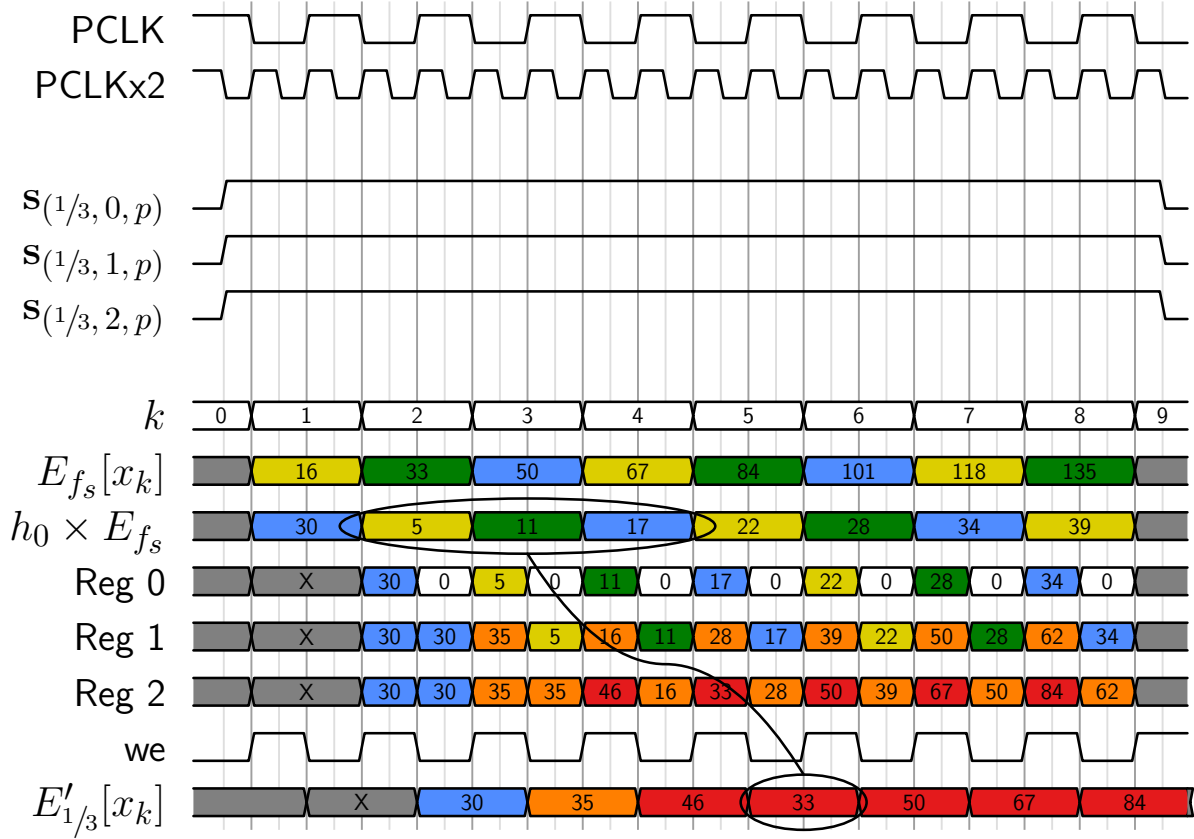 PCLK
PCLKx2
s(1/3, 0, p)
s(1/3, 1, p)
s(1/3, 2, p)
k 0 1 2 3 4 5 6 7 8 9
E_{f_s}[x_k] 16 33 50 67 84 101 118 135
h_0 × E_{f_s} 30 5 11 17 22 28 34 39
Reg 0 X 30 0 5 0 11 0 17 0 22 0 28 0 34 0
Reg 1 X 30 30 35 5 16 11 28 17 39 22 50 28 62 34
Reg 2 X 30 30 35 35 46 16 33 28 50 39 67 50 84 62
we
E'_{1/3}[x_k] X 30 35 46 33 50 67 84